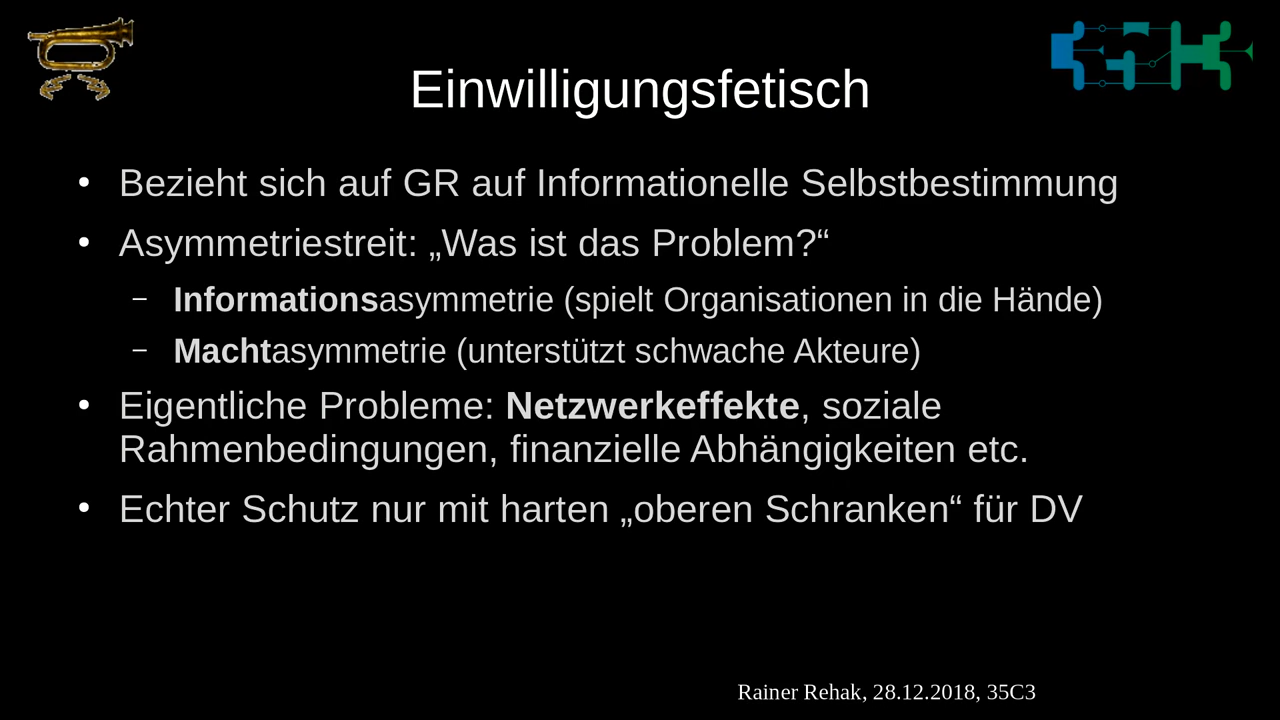 Einwilligungsfetisch
Bezieht sich auf GR auf Informationelle Selbstbestimmung
Asymmetriestreit: „Was ist das Problem?“
Informationsasymmetrie (spielt Organisationen in die Hände)
Machtasymmetrie (unterstützt schwache Akteure)
Eigentliche Probleme: Netzwerkeffekte, soziale
Rahmenbedingungen, finanzielle Abhängigkeiten etc.
Echter Schutz nur mit harten „oberen Schranken“ für DV
Rainer Rehak, 28.12.2018, 35C3